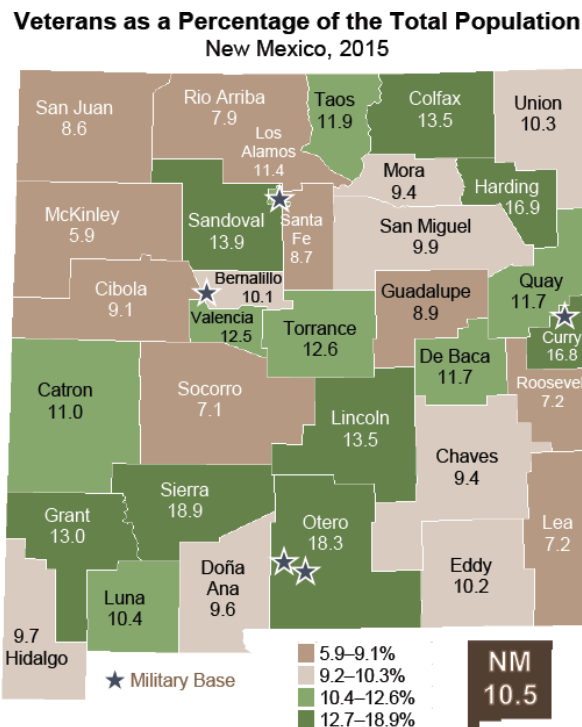 Veterans as a Percentage of the Total Population
New Mexico, 2015
San Juan
8.6
Rio Arriba
7.9
Taos
11.9
Colfax
13.5
Union
10.3
Los
Alamos
11.4
Mora
9.4
Harding
16.9
McKinley
5.9
Sandoval
13.9
Santa
Fe
8.7
San Miguel
9.9
Cibola
9.1
Bernalillo
10.1
Guadalupe
8.9
Quay
11.7
Valencia
12.5
Torrance
12.6
Curry
16.8
De Baca
11.7
Catron
11.0
Socorro
7.1
Roosevel
7.2
Lincoln
13.5
Chaves
9.4
Sierra
18.9
Grant
13.0
Otero
18.3
Lea
7.2
Doña
Ana
9.6
Eddy
10.2
Luna
10.4
9.7
Hidalgo
Military Base
5.9–9.1%
9.2–10.3%
10.4–12.6%
12.7–18.9%
NM
10.5